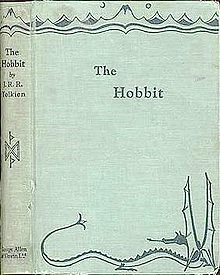 The
Hobbit
by
J.R.R.
Tolkien
George Allen
& Unwin Ltd
The
Hobbit